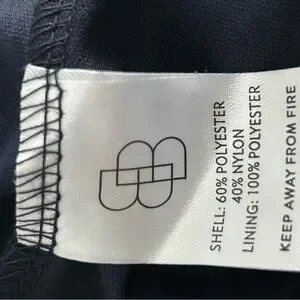 SHELL: 60% POLYESTER
40% NYLON
LINING: 100% POLYESTER
KEEP AWAY FROM FIRE